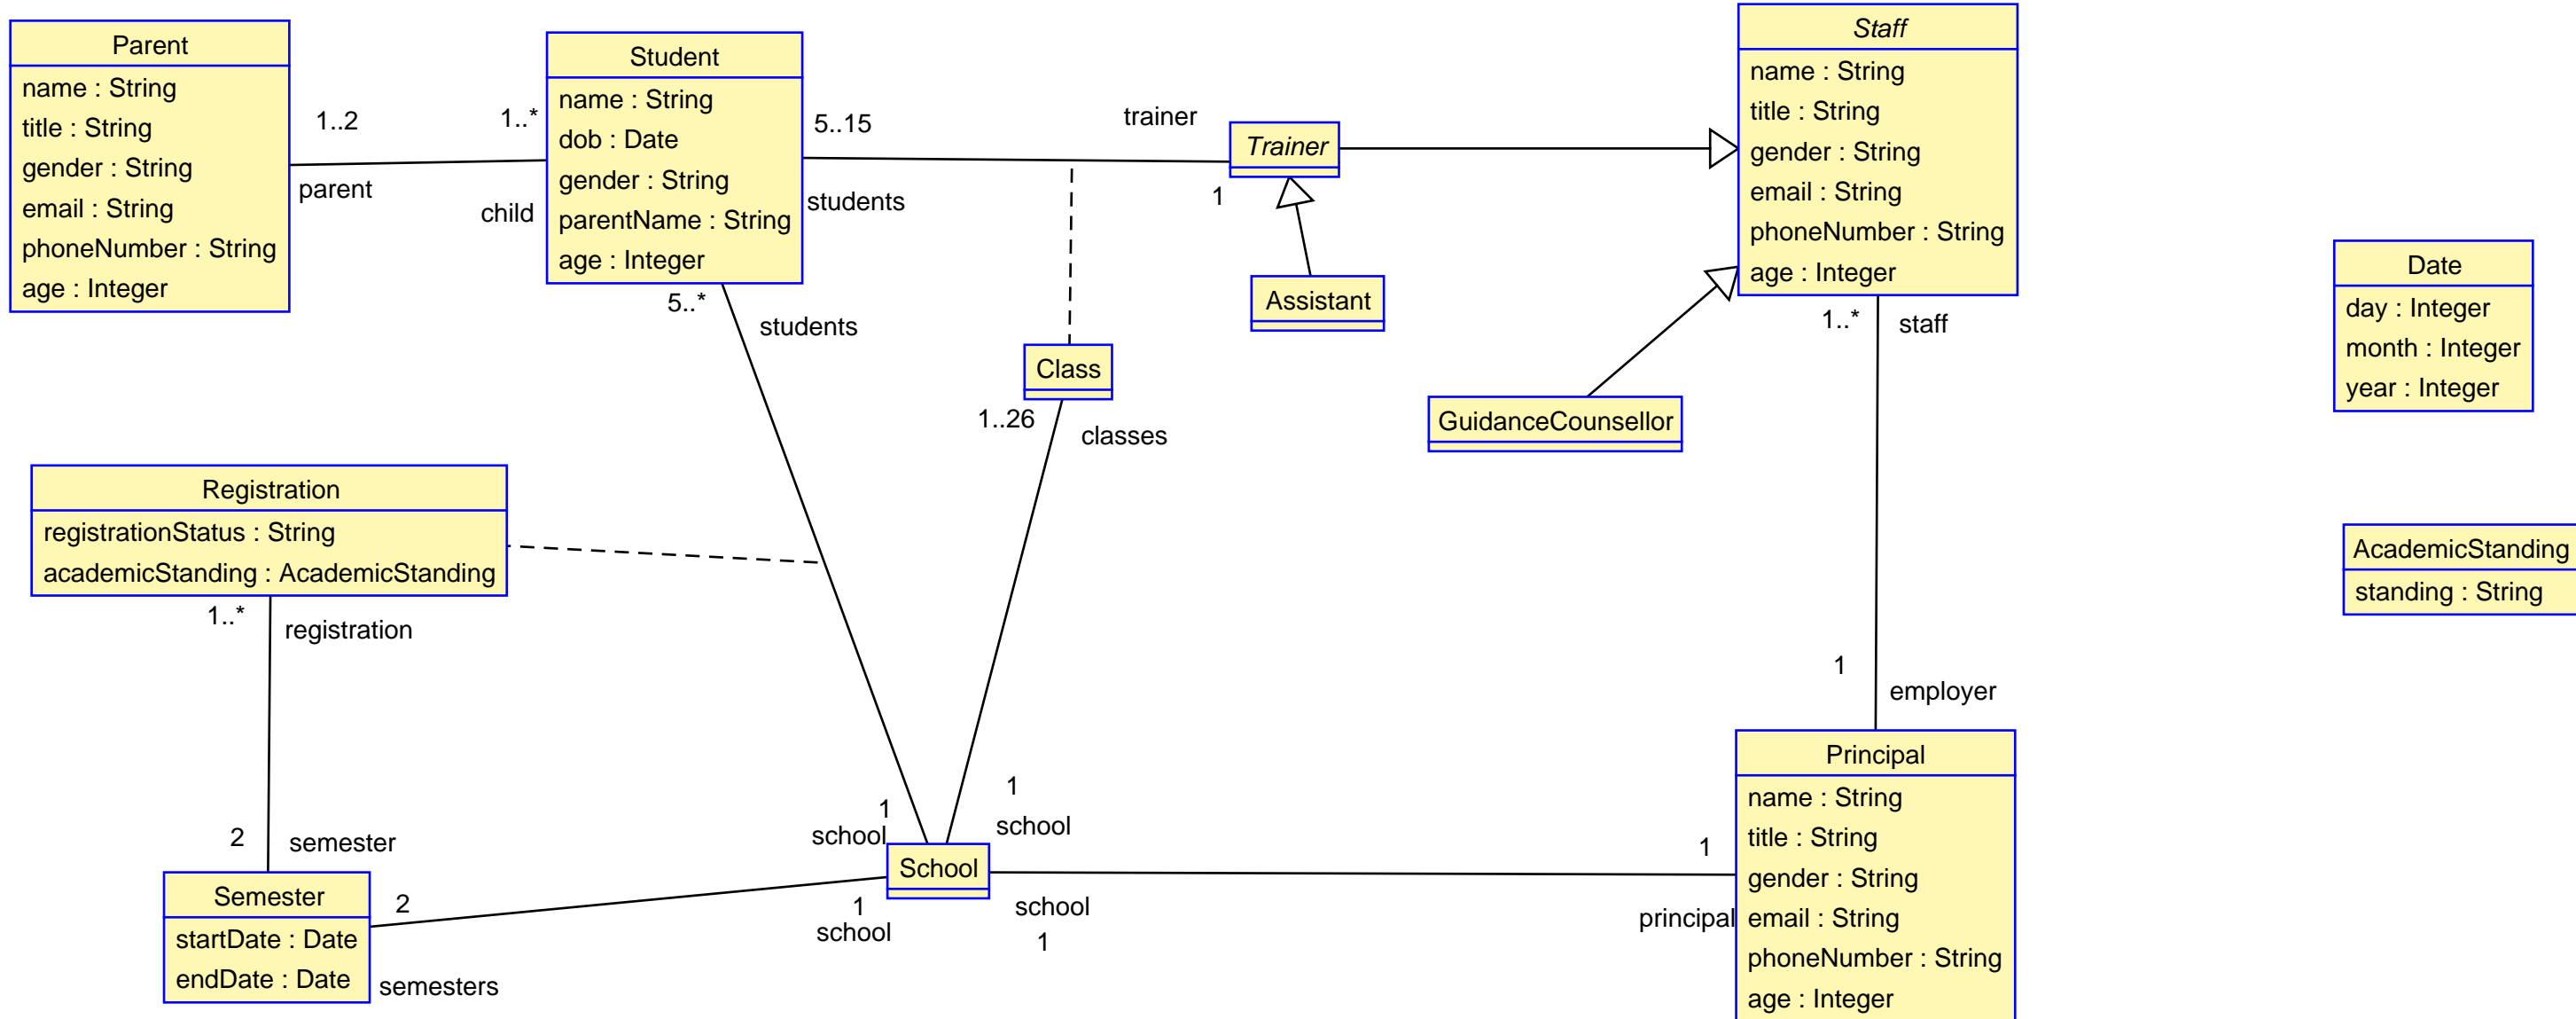 Parent
name : String
title : String
gender : String
email : String
phoneNumber : String
age : Integer
1..2
parent
1..*
child
Student
name : String
dob : Date
gender : String
parentName : String
age : Integer
5..15
students
trainer
1
Trainer
Assistant
Staff
name : String
title : String
gender : String
email : String
phoneNumber : String
age : Integer
1..*
staff
Date
day : Integer
month : Integer
year : Integer
5..*
students
Class
1..26
classes
GuidanceCounsellor
Registration
registrationStatus : String
academicStanding : AcademicStanding
1..*
registration
AcademicStanding
standing : String
1
employer
2
semester
Semester
startDate : Date
endDate : Date
2
semesters
1
school
1
school
School
1
school
school
1
1
principal
Principal
name : String
title : String
gender : String
email : String
phoneNumber : String
age : Integer